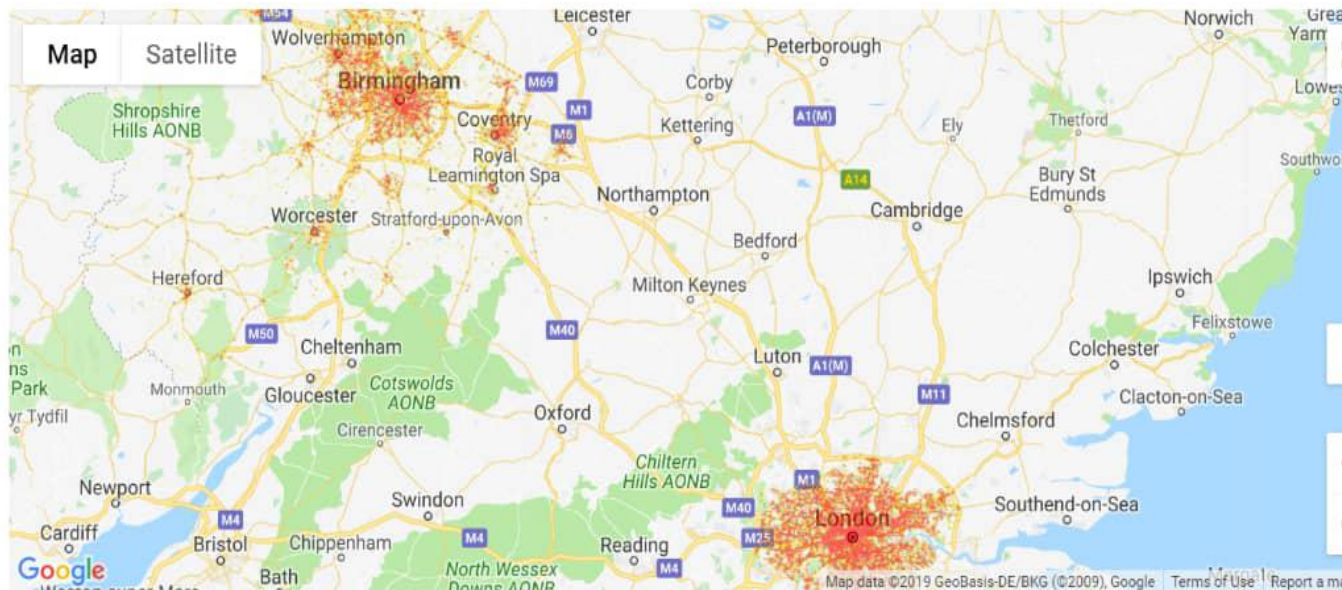 M54
Leicester
Norwich
Wolverhampton
Map
Satellite
Peterborough
Birmingham
M69
Corby
Shropshire
Hills AONB
M1
A1(M)
Coventry
M6
Kettering
Ely
Thetford
Royal
Leamington Spa
A14
Bury St
Edmunds
Northampton
Worcester
Stratford-upon-Avon
Cambridge
Bedford
Hereford
Milton Keynes
Ipswich
M50
M40
Felixstowe
Cheltenham
Luton
A1(M)
Colchester
Park
Monmouth
Gloucester
Cotswolds
AONB
M11
Clacton-on-Sea
Oxford
Chelmsford
Cirencester
Chiltern
Hills AONB
M1
Newport
Swindon
M40
London
Southend-on-Sea
M4
Cardiff
M4
M25
Bristol
Chippenham
Reading
M4
Google
Bath
North Wessex
Downs AONB
Map data ©2019 GeoBasis-DE/BKG (©2009), Google
Terms of Use